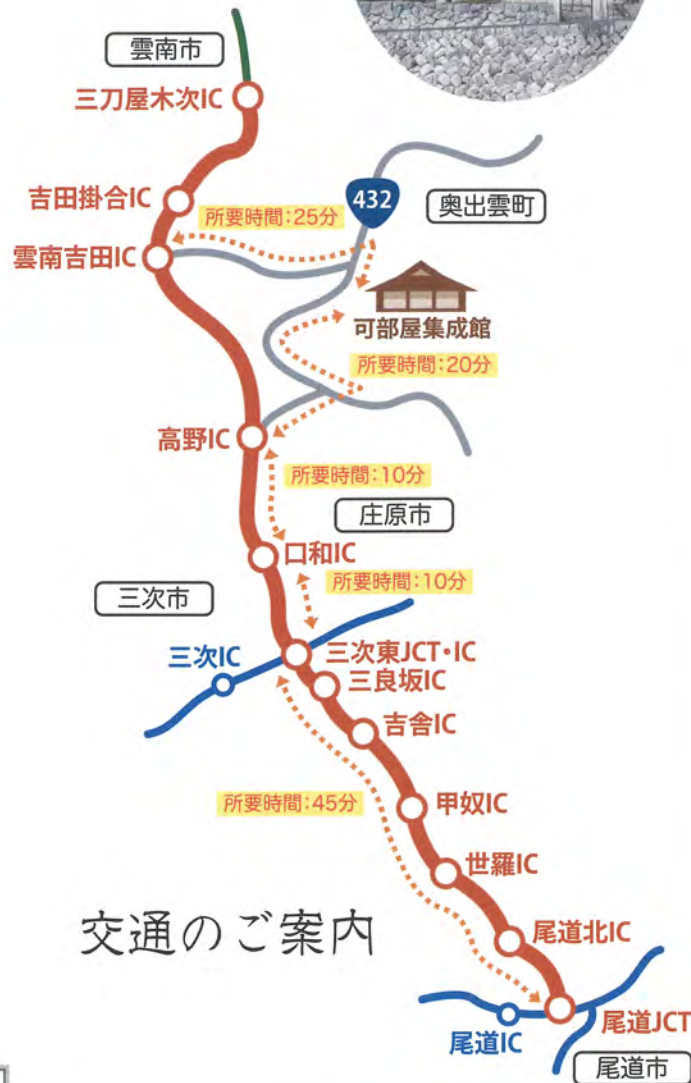 雲南市
三刀屋木次IC
吉田掛合IC
432
奥出雲町
所要時間:25分
雲南吉田IC
可部屋集成館
所要時間:20分
高野IC
所要時間:10分
庄原市
口和IC
所要時間:10分
三次市
三次IC
三次東JCT・IC
三良坂IC
吉舎IC
所要時間:45分
甲奴IC
世羅IC
交通のご案内
尾道北IC
尾道JCT
尾道IC
尾道市